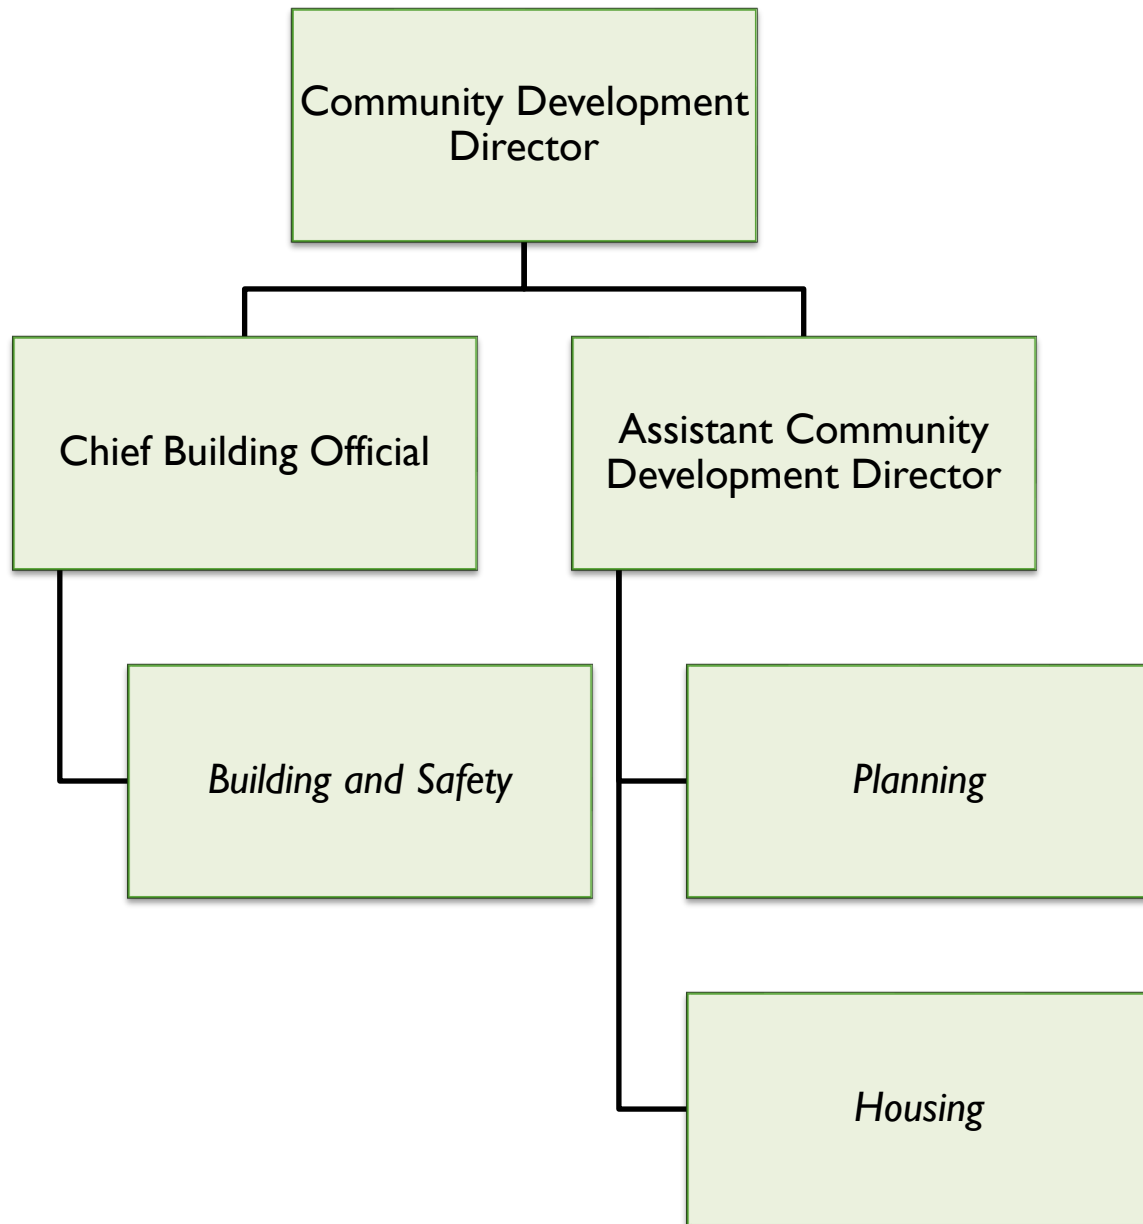 Community Development
Director
Chief Building Official
Assistant Community
Development Director
Building and Safety
Planning
Housing